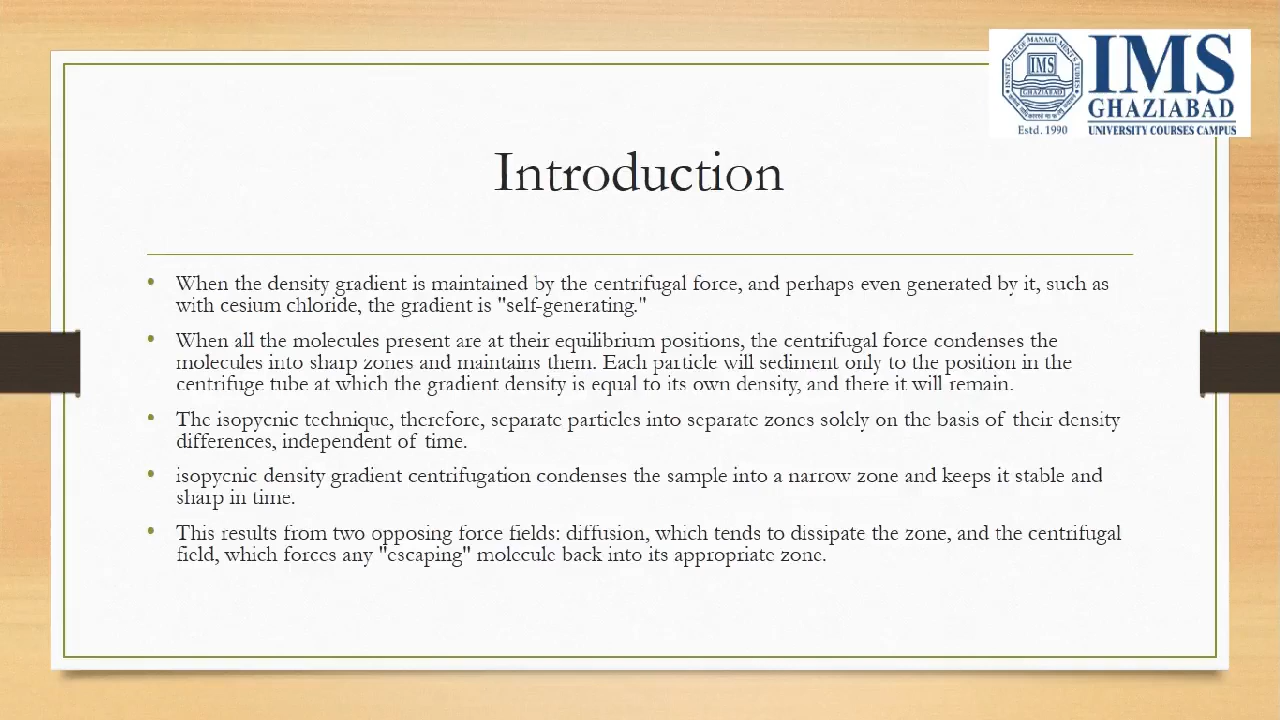 INSTITUTE OF MANAGEMENT STUDIES
IMS
GHAZIABAD
Estd. 1990
IMS
GHAZIABAD
UNIVERSITY COURSES CAMPUS
Introduction
• When the density gradient is maintained by the centrifugal force, and perhaps even generated by it, such as
with cesium chloride, the gradient is "self-generating."
• When all the molecules present are at their equilibrium positions, the centrifugal force condenses the
molecules into sharp zones and maintains them. Each particle will sediment only to the position in the
centrifuge tube at which the gradient density is equal to its own density, and there it will remain.
• The isopycnic technique, therefore, separate particles into separate zones solely on the basis of their density
differences, independent of time.
• isopycnic density gradient centrifugation condenses the sample into a narrow zone and keeps it stable and
sharp in time.
• This results from two opposing force fields: diffusion, which tends to dissipate the zone, and the centrifugal
field, which forces any "escaping" molecule back into its appropriate zone.